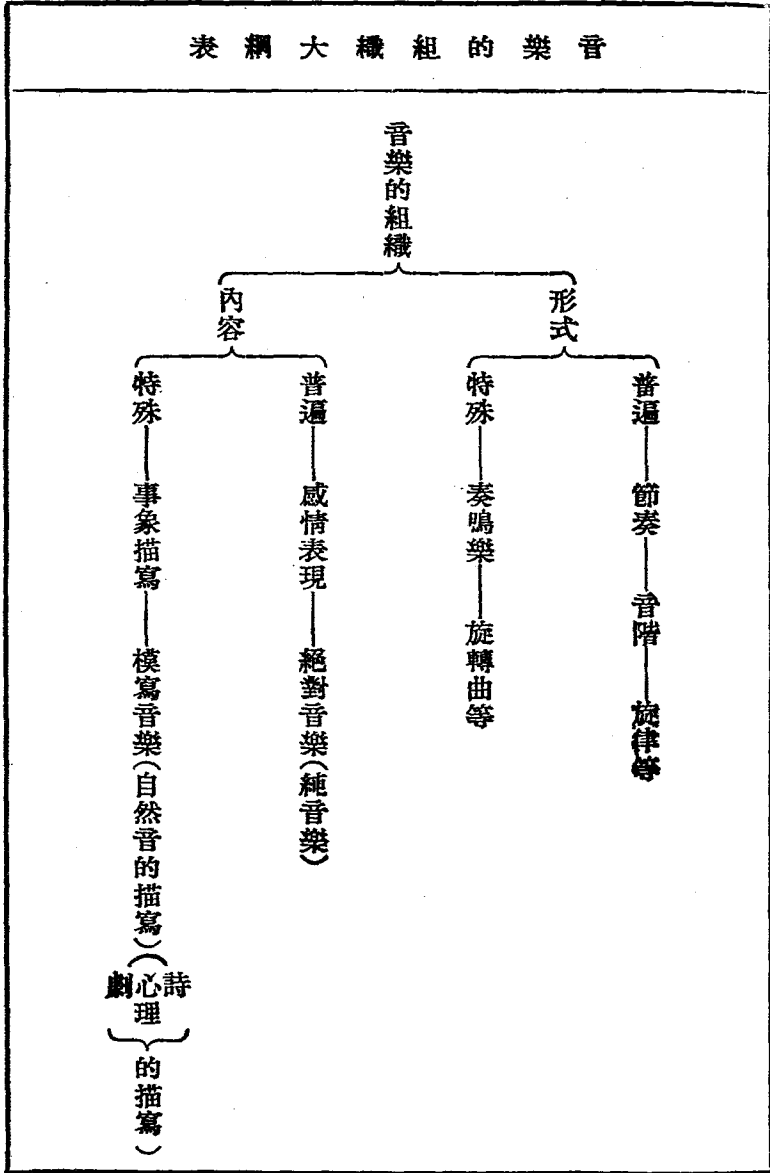 音樂的組織大綱表
音樂的組織
形式
普遍——節奏——音階——旋律等
特殊——奏鳴樂——旋轉曲等
內容
普遍——感情表現——絕對音樂(純音樂)
特殊——事象描寫——模寫音樂(自然音的描寫)(
詩
心理
劇
的描寫)